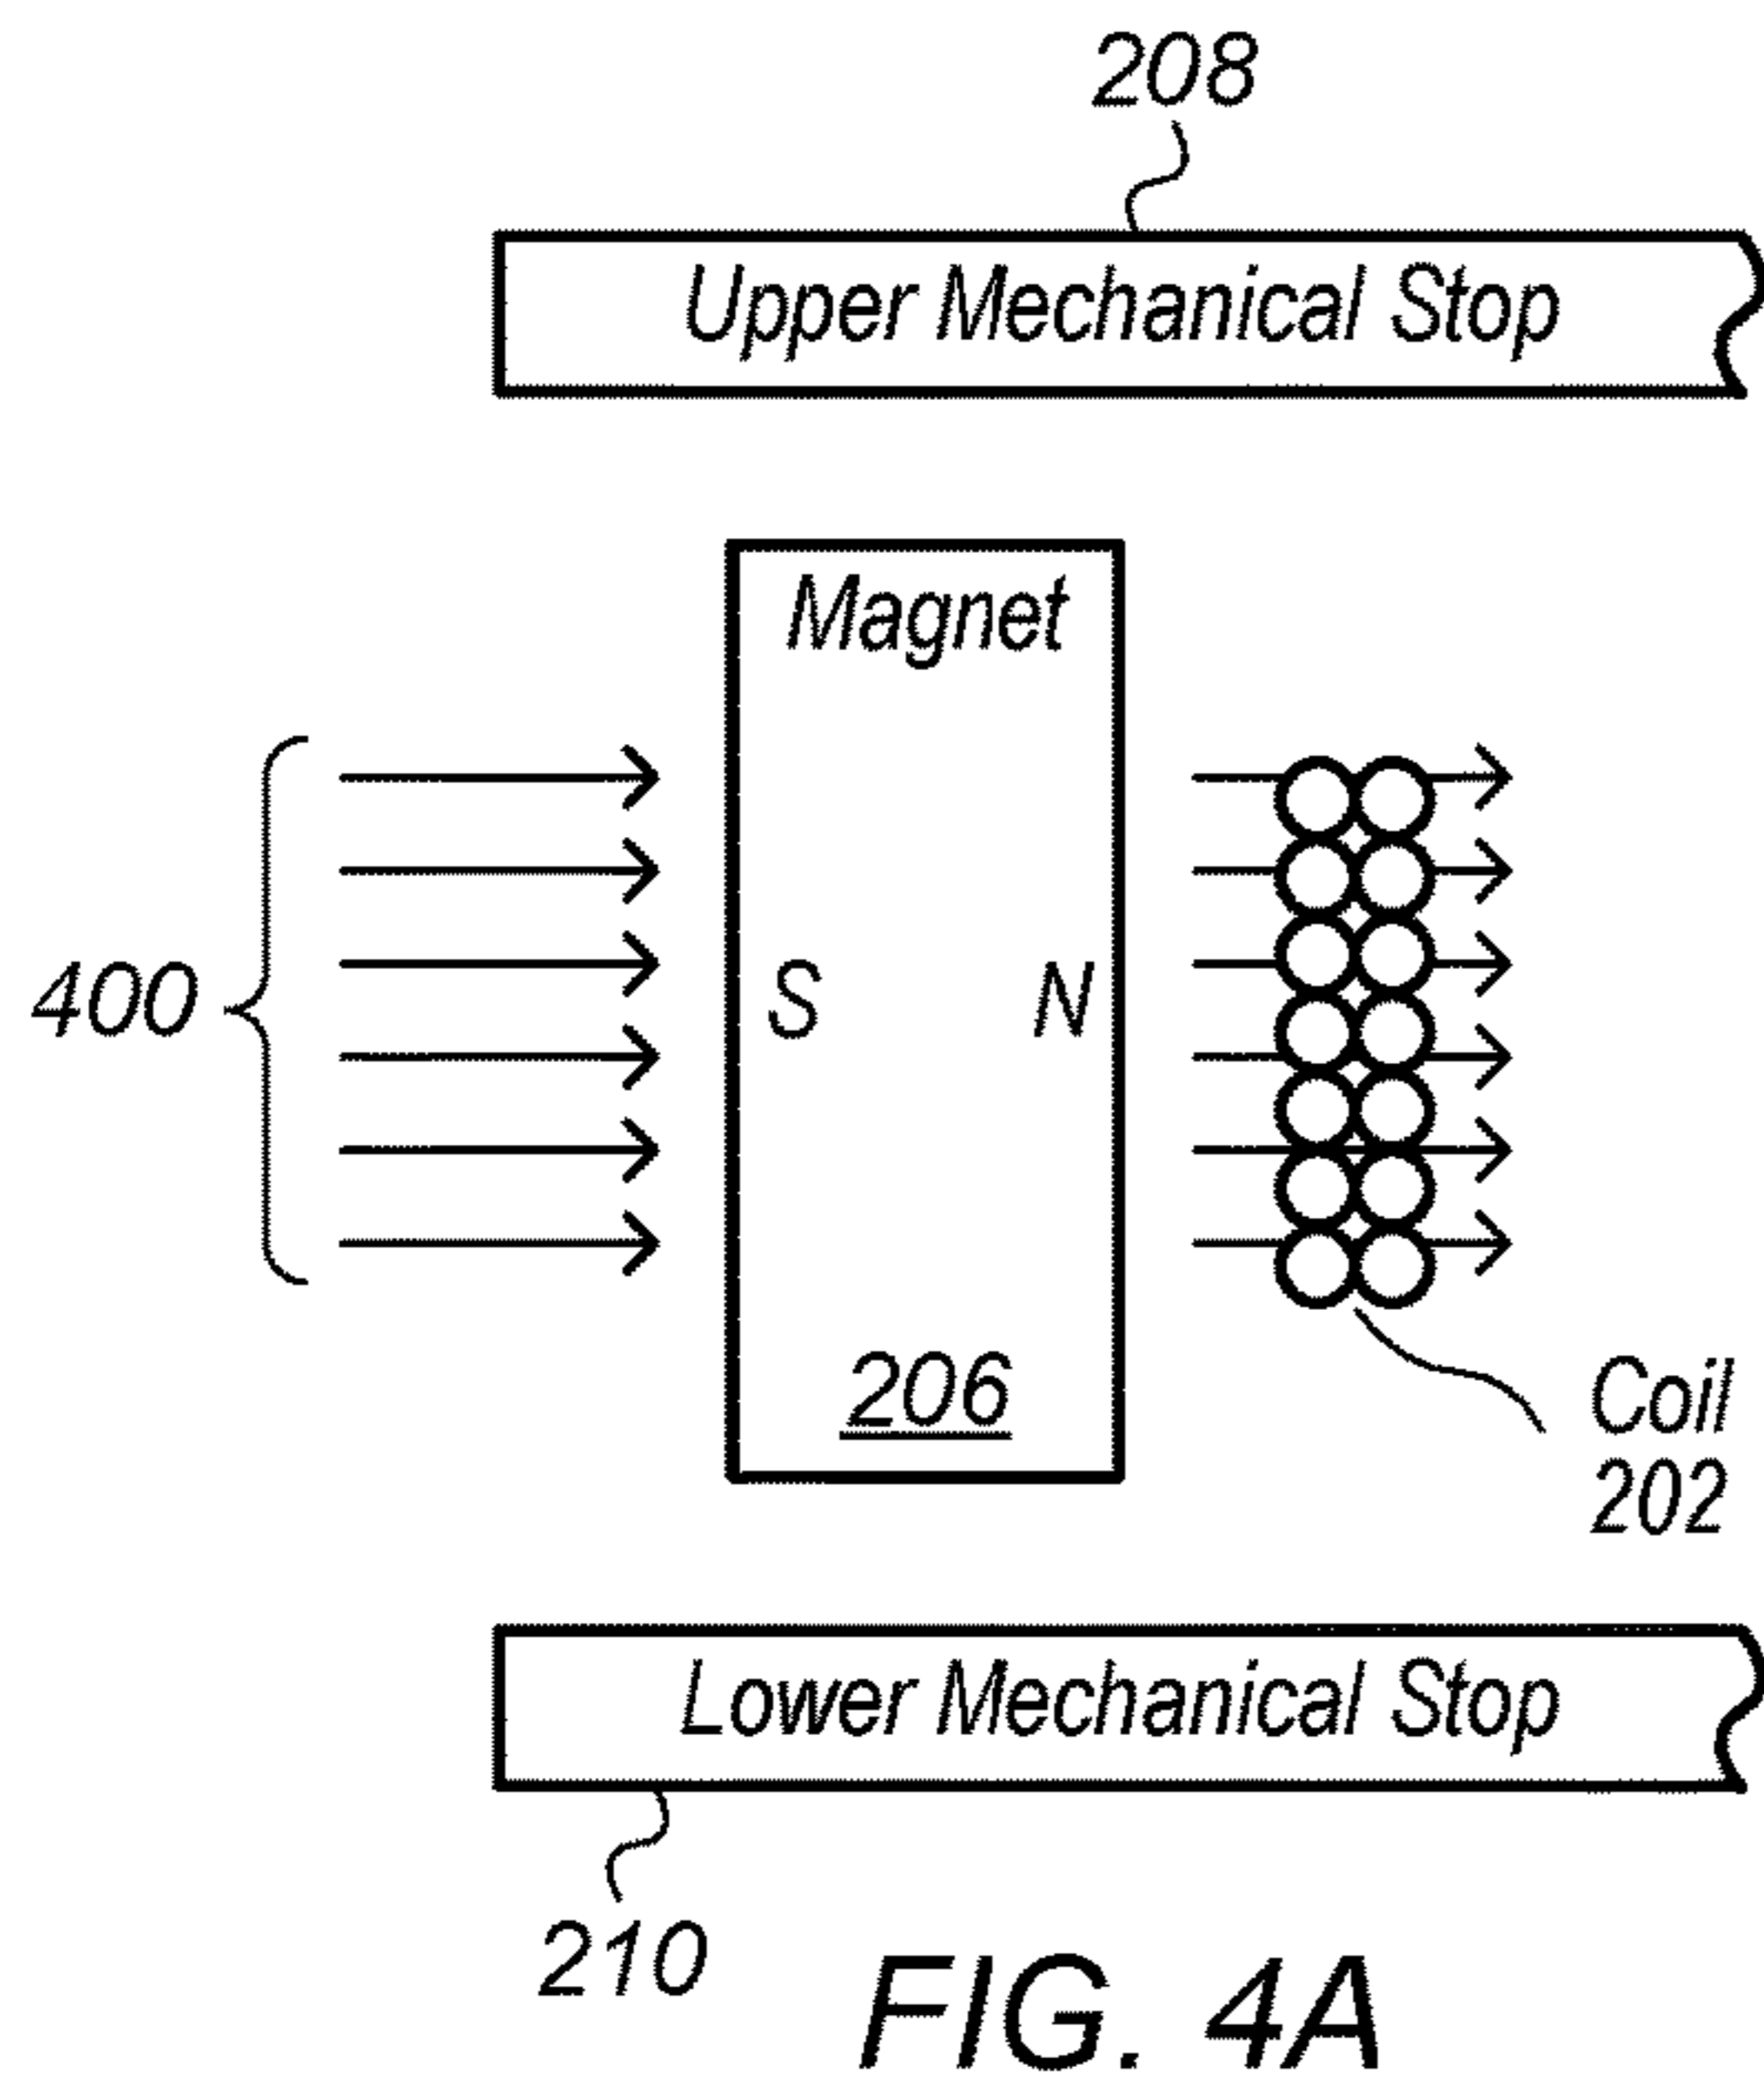 208
Upper Mechanical Stop
Magnet
400
S
N
206
Coil
202
Lower Mechanical Stop
210
FIG. 4A